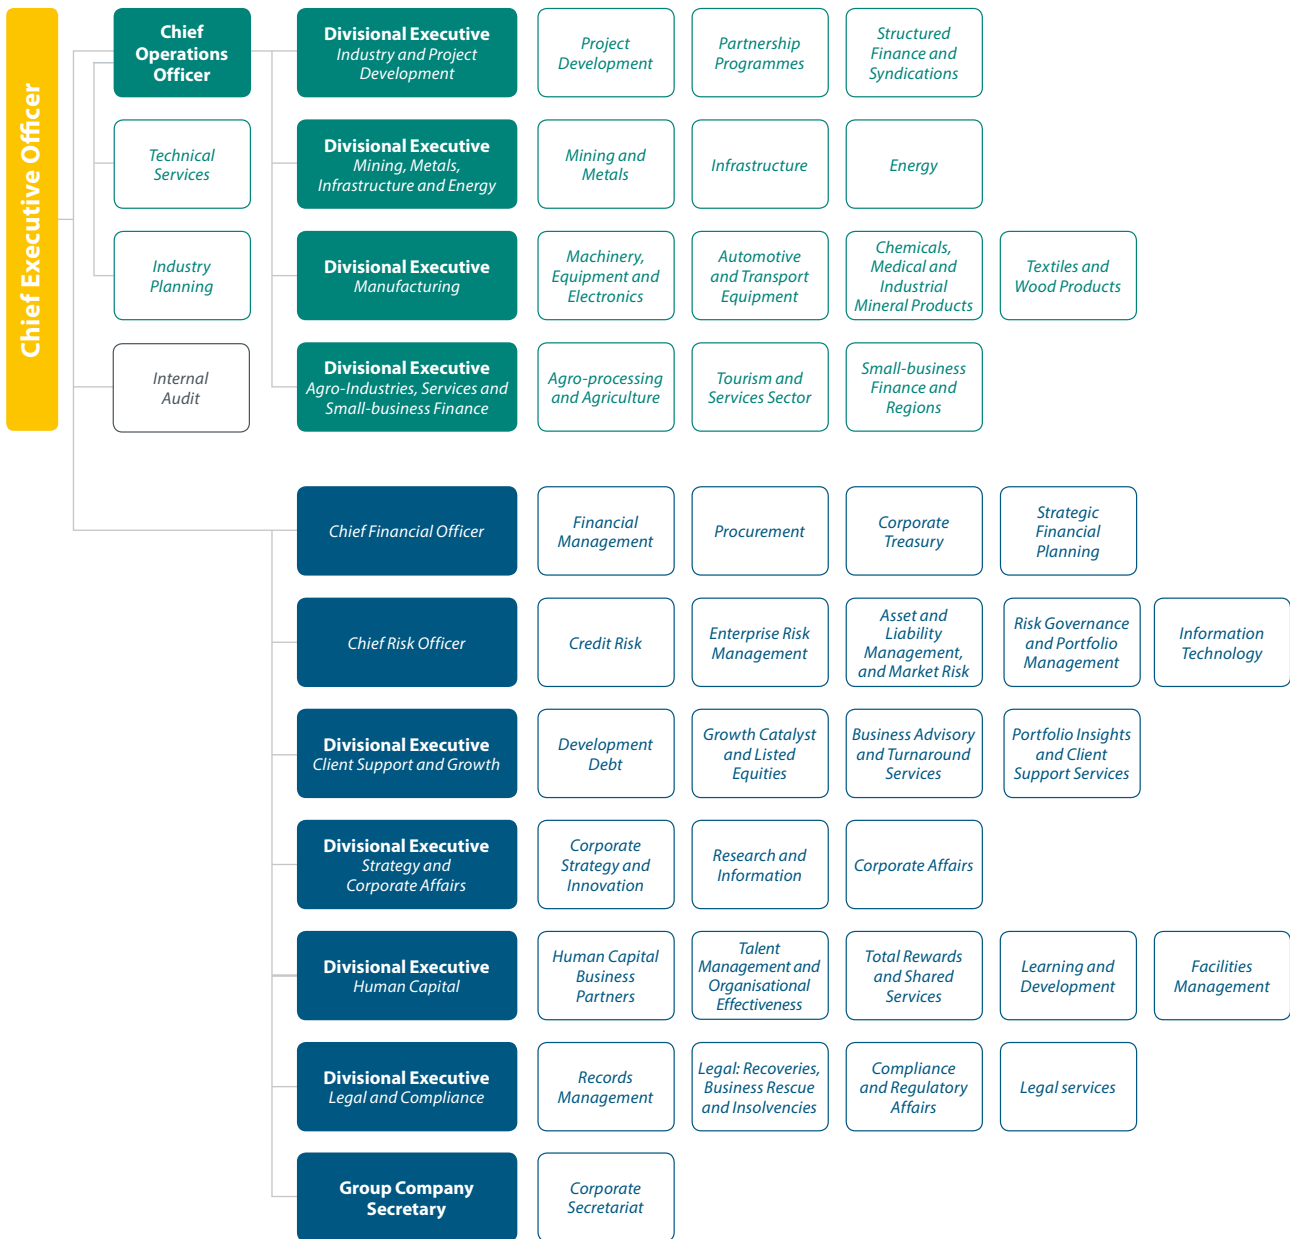 Chief Executive Officer
Chief
Operations
Officer
Technical
Services
Industry
Planning
Internal
Audit
Divisional Executive
Industry and Project
Development
Project
Development
Partnership
Programmes
Structured
Finance and
Syndications
Divisional Executive
Mining, Metals,
Infrastructure and Energy
Mining and
Metals
Infrastructure
Energy
Divisional Executive
Manufacturing
Machinery,
Equipment and
Electronics
Automotive
and Transport
Equipment
Chemicals,
Medical and
Industrial
Mineral Products
Textiles and
Wood Products
Divisional Executive
Agro-Industries, Services and
Small-business Finance
Agro-processing
and Agriculture
Tourism and
Services Sector
Small-business
Finance and
Regions
Chief Financial Officer
Financial
Management
Procurement
Corporate
Treasury
Strategic
Financial
Planning
Chief Risk Officer
Credit Risk
Enterprise Risk
Management
Asset and
Liability
Management,
and Market Risk
Risk Governance
and Portfolio
Management
Information
Technology
Divisional Executive
Client Support and Growth
Development
Debt
Growth Catalyst
and Listed
Equities
Business Advisory
and Turnaround
Services
Portfolio Insights
and Client
Support Services
Divisional Executive
Strategy and
Corporate Affairs
Corporate
Strategy and
Innovation
Research and
Information
Corporate Affairs
Divisional Executive
Human Capital
Human Capital
Business
Partners
Talent
Management and
Organisational
Effectiveness
Total Rewards
and Shared
Services
Learning and
Development
Facilities
Management
Divisional Executive
Legal and Compliance
Records
Management
Legal: Recoveries,
Business Rescue
and Insolvencies
Compliance
and Regulatory
Affairs
Legal services
Group Company
Secretary
Corporate
Secretariat